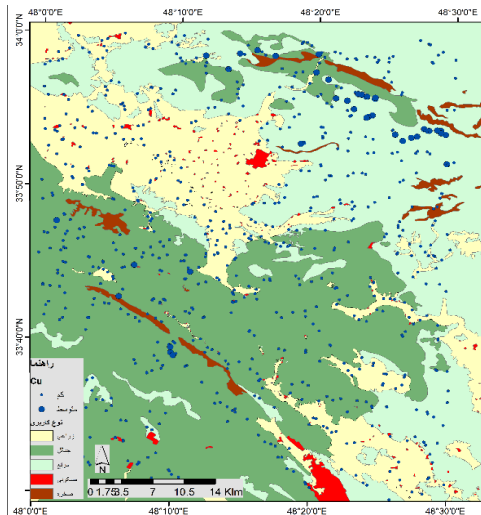 48°0'0"E 48°10'0"E 48°20'0"E 48°30'0"E
34°0'0"N
33°50'0"N
33°40'0"N
راهنما
Cu
کم
متوسط
نوع کاربری
زراعی
جنگل
مراتع
مسکونی
صخره
N
0 1.75 3.5 7 10.5 14 Klm
48°0'0"E 48°10'0"E 48°20'0"E 48°30'0"E